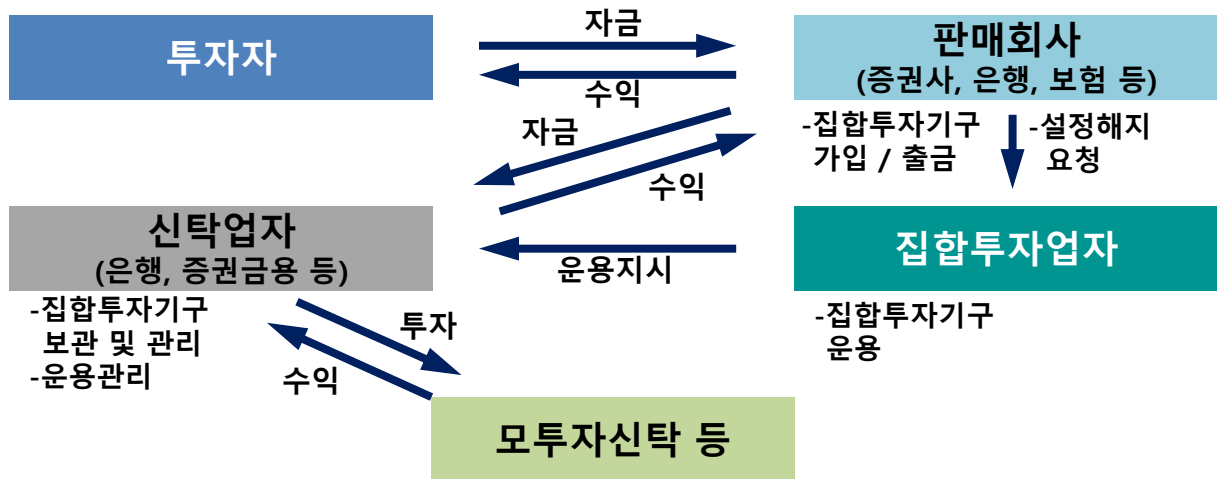 투자자
자금
수익
판매회사
(증권사, 은행, 보험 등)
-집합투자기구
가입 / 출금
-설정해지
요청
자금
수익
신탁업자
(은행, 증권금용 등)
운용지시
집합투자업자
-집합투자기구
보관 및 관리
-운용관리
투자
수익
-집합투자기구
운용
모투자신탁 등